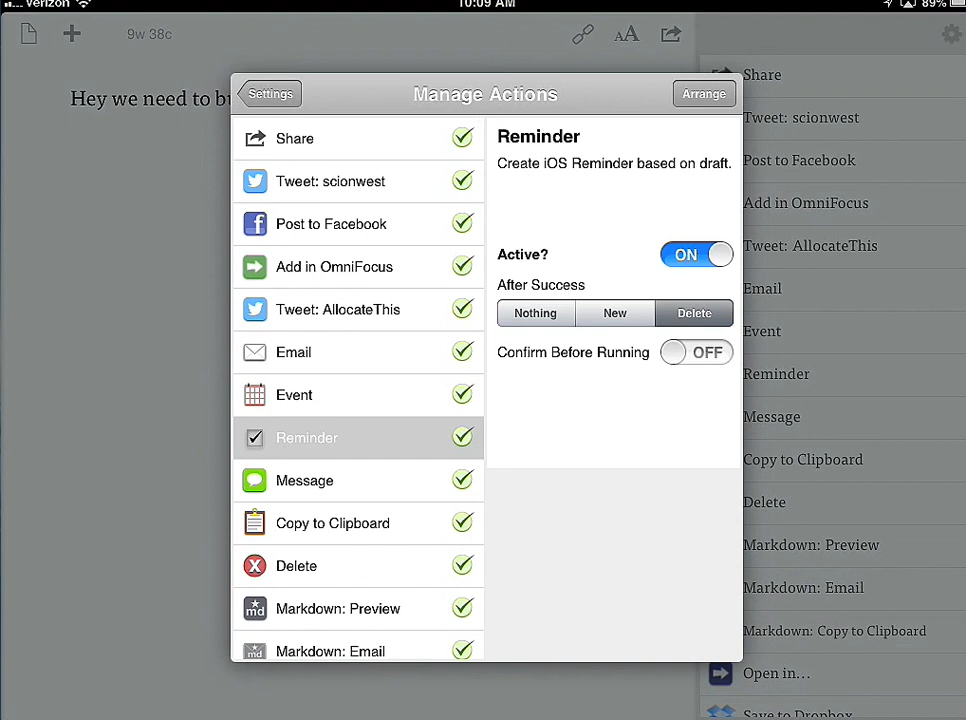 Verizon
10:09 AM
89%
9w 38c
AA
Hey we need to bu
Settings
Manage Actions
Arrange
Share
Tweet: scionwest
Post to Facebook
Add in OmniFocus
Tweet: AllocateThis
Email
Event
Reminder
Message
Copy to Clipboard
Delete
md
Markdown: Preview
md
Markdown: Email
Reminder
Create iOS Reminder based on draft.
Active?
ON
After Success
Nothing
New
Delete
Confirm Before Running
OFF
Share
Tweet: scionwest
Post to Facebook
Add in OmniFocus
Tweet: AllocateThis
Email
Event
Reminder
Message
Copy to Clipboard
Delete
Markdown: Preview
Markdown: Email
Markdown: Copy to Clipboard
Open in...
Save to Dropbox